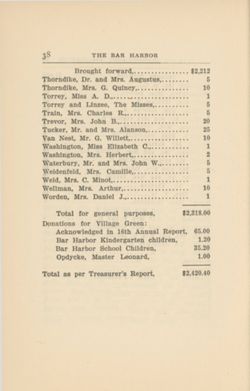 38 THE BAR HARBOR
Brought forward, $2,212
Thorndike, Dr. and Mrs. Augustus, 5
Thorndike, Mrs. G. Quincy, 10
Torrey, Miss A. D., 1
Torrey and Linzee, The Misses, 5
Train, Mrs. Charles R., 5
Trevor, Mrs. John B., 20
Tucker, Mr. and Mrs. Alanson, 25
Van Nest, Mr. G. Willett, 10
Washington, Miss Elizabeth C., 1
Washington, Mrs. Herbert, 2
Waterbury, Mr. and Mrs. John W., 5
Weidenfeld, Mrs. Camille, 5
Weld, Mrs. C. Minot, 1
Wellman, Mrs. Arthur, 10
Worden, Mrs. Daniel J., 1
Total for general purposes, $2,318.00
Donations for Village Green:
Acknowledged in 16th Annual Report, 65.00
Bar Harbor Kindergarten children, 1.20
Bar Harbor School Children, 35.20
Opdycke, Master Leonard, 1.00
Total as per Treasurer's Report, $2,420.40